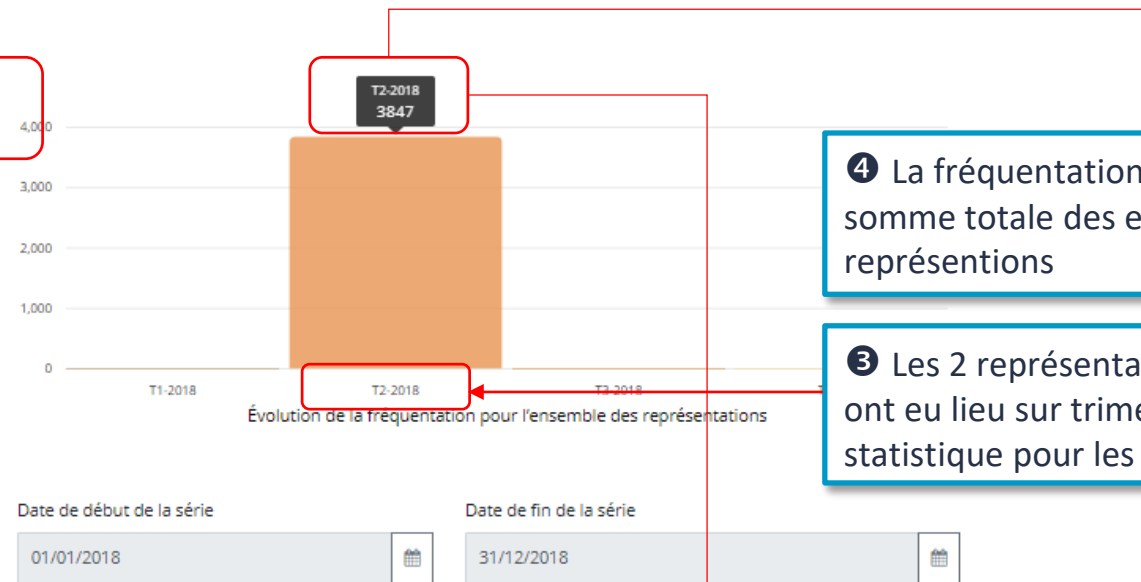 T2-2018
3847
4,000
3,000
2,000
1,000
0
T1-2018
T2-2018
T3-2018
Évolution de la fréquentation pour l'ensemble des représentations
❹ La fréquentation
somme totale des
représentions
❸ Les 2
ont eu lieu sur
statistique pour les
Date de début de la série
Date de fin de la série
01/01/2018
31/12/2018